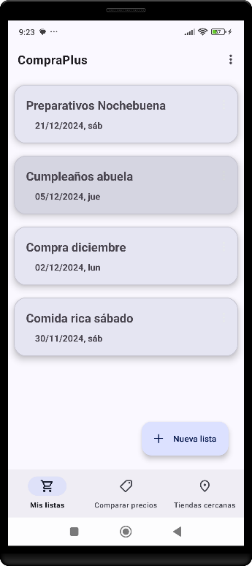 9:23
CompraPlus
Preparativos Nochebuena
21/12/2024, sáb
Cumpleaños abuela
05/12/2024, jue
Compra diciembre
02/12/2024, lun
Comida rica sábado
30/11/2024, sáb
+ Nueva lista
Mis listas Comparar precios Tiendas cercanas